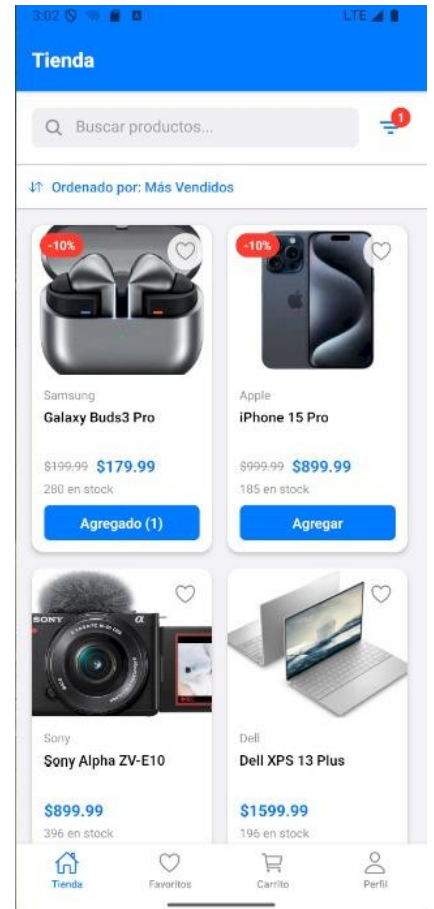 3:02
LTE
Tienda
Buscar productos...
1
Ordenado por: Más Vendidos
-10%
Samsung
Galaxy Buds3 Pro
$199.99 $179.99
280 en stock
Agregado (1)
-10%
Apple
iPhone 15 Pro
$999.99 $899.99
185 en stock
Agregar
SONY
α
Sony
Sony Alpha ZV-E10
$899.99
396 en stock
Dell
Dell XPS 13 Plus
$1599.99
196 en stock
Tienda
Favoritos
Carrito
Perfil